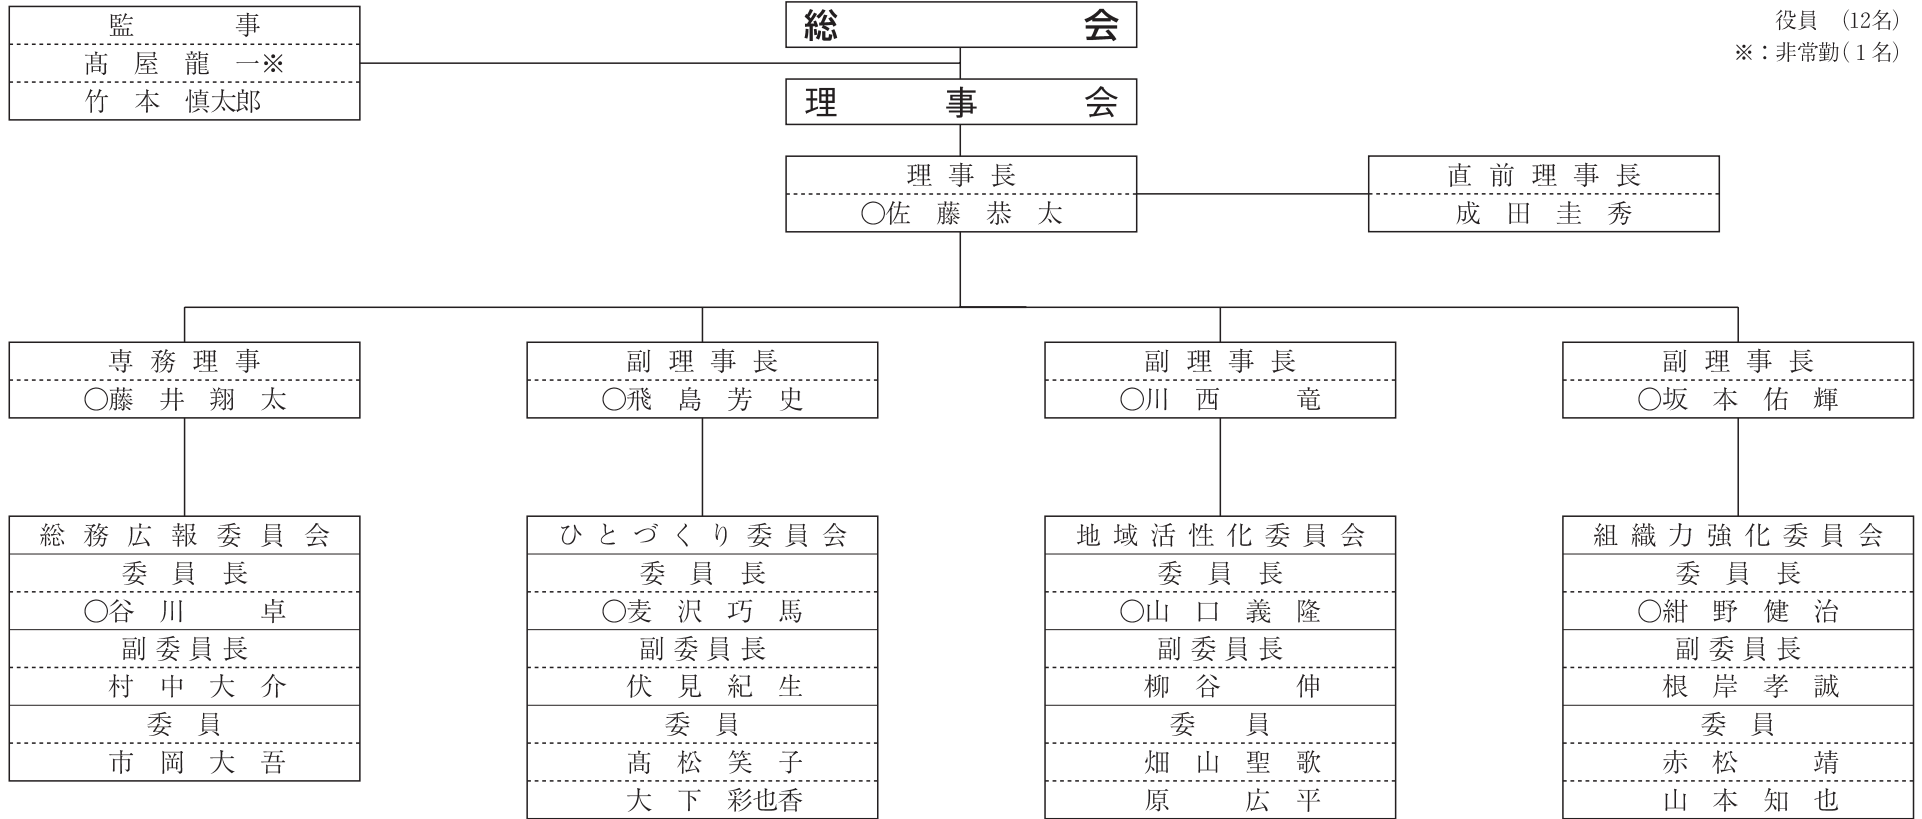 監事
髙屋龍一※
竹本慎太郎
総会
役員 (12名)
※:非常勤(1名)
理事会
理事長
○佐藤恭太
直前理事長
成田圭秀
専務理事
○藤井翔太
副理事長
○飛島芳史
副理事長
○川西竜
副理事長
○坂本佑輝
総務広報委員会
委員長
○谷川卓
副委員長
村中大介
委員
市岡大吾
ひとづくり委員会
委員長
○麦沢巧馬
副委員長
伏見紀生
委員
髙松笑子
大下彩也香
地域活性化委員会
委員長
○山口義隆
副委員長
柳谷伸
委員
畑山聖歌
原広平
組織力強化委員会
委員長
○紺野健治
副委員長
根岸孝誠
委員
赤松靖
山本知也